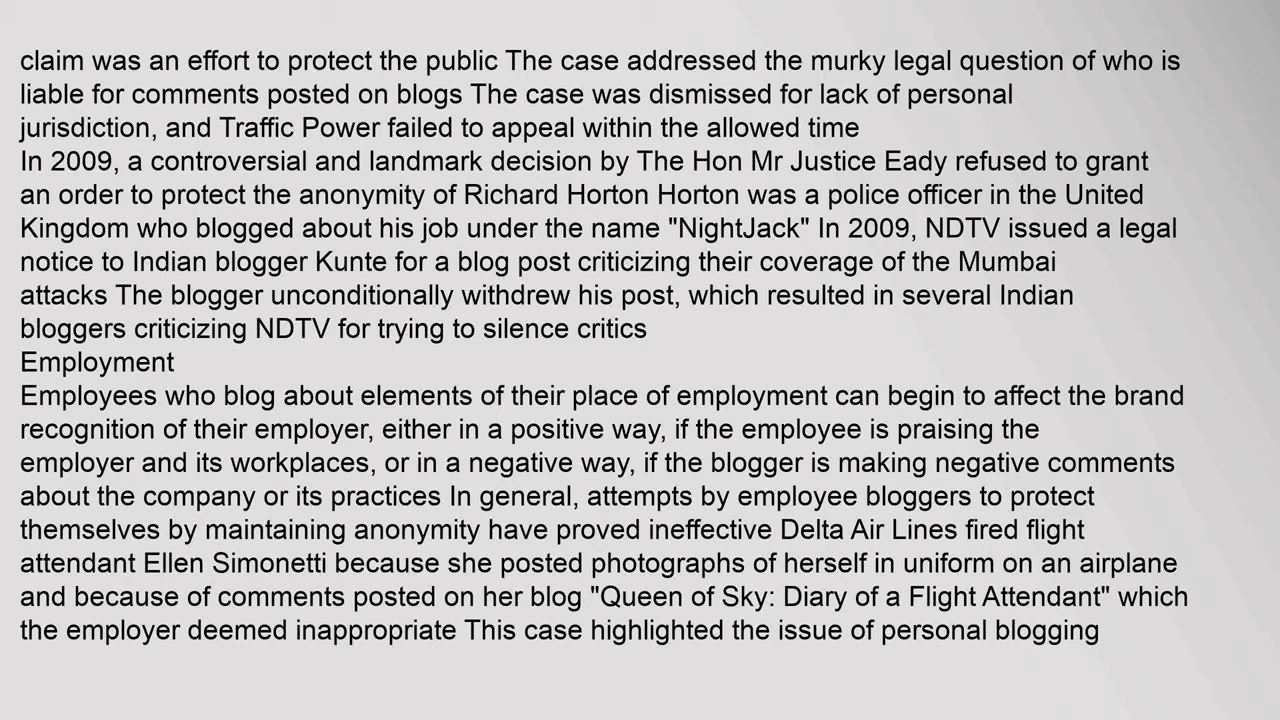 claim was an effort to protect the public The case addressed the murky legal question of who is
liable for comments posted on blogs The case was dismissed for lack of personal
jurisdiction, and Traffic Power failed to appeal within the allowed time
In 2009, a controversial and landmark decision by The Hon Mr Justice Eady refused to grant
an order to protect the anonymity of Richard Horton Horton was a police officer in the United
Kingdom who blogged about his job under the name "NightJack" In 2009, NDTV issued a legal
notice to Indian blogger Kunte for a blog post criticizing their coverage of the Mumbai
attacks The blogger unconditionally withdrew his post, which resulted in several Indian
bloggers criticizing NDTV for trying to silence critics
Employment
Employees who blog about elements of their place of employment can begin to affect the brand
recognition of their employer, either in a positive way, if the employee is praising the
employer and its workplaces, or in a negative way, if the blogger is making negative comments
about the company or its practices In general, attempts by employee bloggers to protect
themselves by maintaining anonymity have proved ineffective Delta Air Lines fired flight
attendant Ellen Simonetti because she posted photographs of herself in uniform on an airplane
and because of comments posted on her blog "Queen of Sky: Diary of a Flight Attendant" which
the employer deemed inappropriate This case highlighted the issue of personal blogging